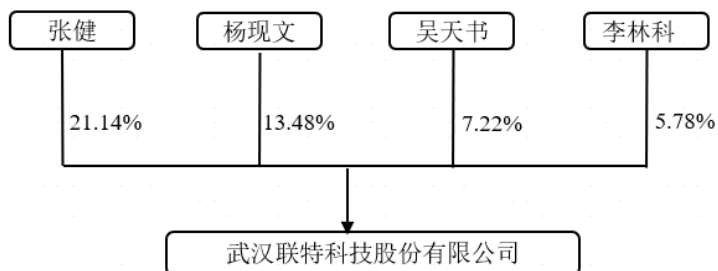 张健 杨现文 吴天书 李林科
21.14% 13.48% 7.22% 5.78%
武汉联特科技股份有限公司